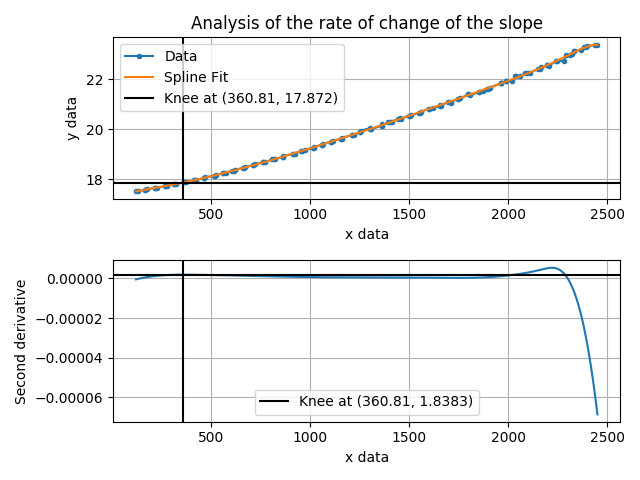 Analysis of the rate of change of the slope
Data
Spline Fit
Knee at (360.81, 17.872)
22
20
18
y data
500 1000 1500 2000 2500
x data
0.00000
−0.00002
−0.00004
−0.00006
Second derivative
Knee at (360.81, 1.8383)
500 1000 1500 2000 2500
x data